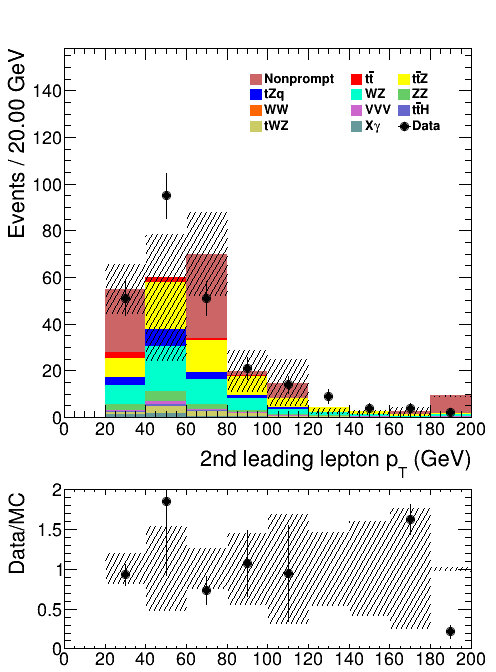 Events / 20.00 GeV
140
120
100
80
60
40
20
0
Nonprompt tt̄ tt̄Z
tZq WZ ZZ
WW VVV tt̄H
tWZ Xγ Data
0 20 40 60 80 100 120 140 160 180 200
2nd leading lepton p_T (GeV)
Data/MC
2
1.5
1
0.5
0
0 20 40 60 80 100 120 140 160 180 200